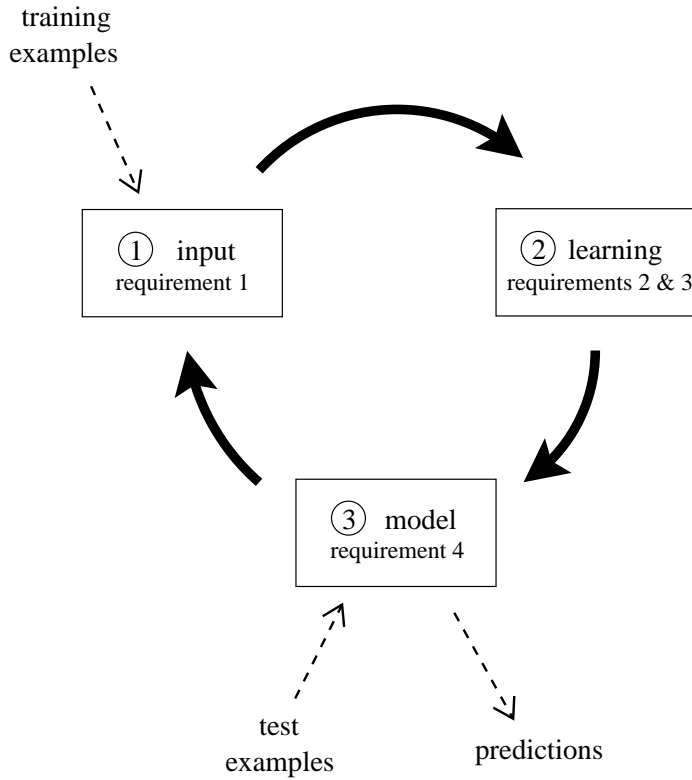 training
examples
① input
requirement 1
② learning
requirements 2 & 3
③ model
requirement 4
test
examples
predictions